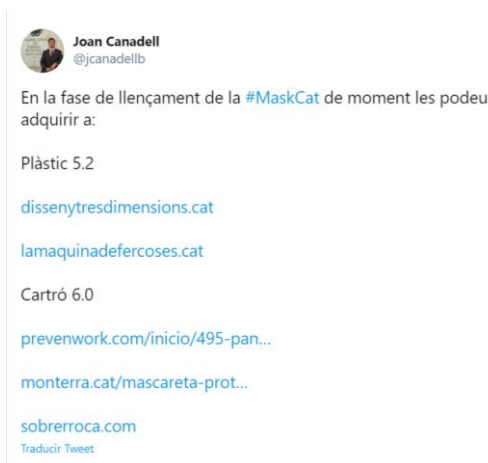 Joan Canadell
@jcanadellb
En la fase de llençament de la #MaskCat de moment les podeu
adquirir a:
Plàstic 5.2
dissenytresdimensions.cat
lamaquinadefercoses.cat
Cartró 6.0
prevenwork.com/inicio/495-pan...
monterra.cat/mascareta-prot...
sobrerroca.com
Traducir Tweet